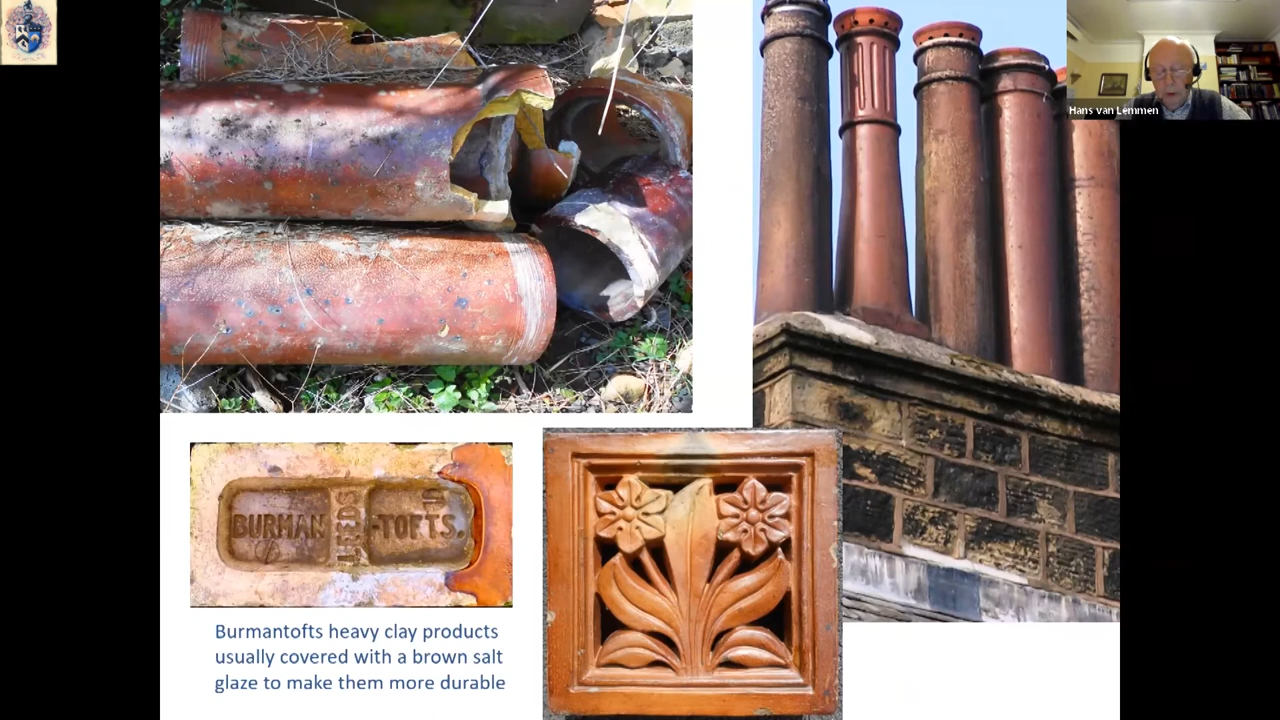 Hans van Lemmen
BURMAN
LEEDS
-TOFTS.
Burmantofts heavy clay products
usually covered with a brown salt
glaze to make them more durable